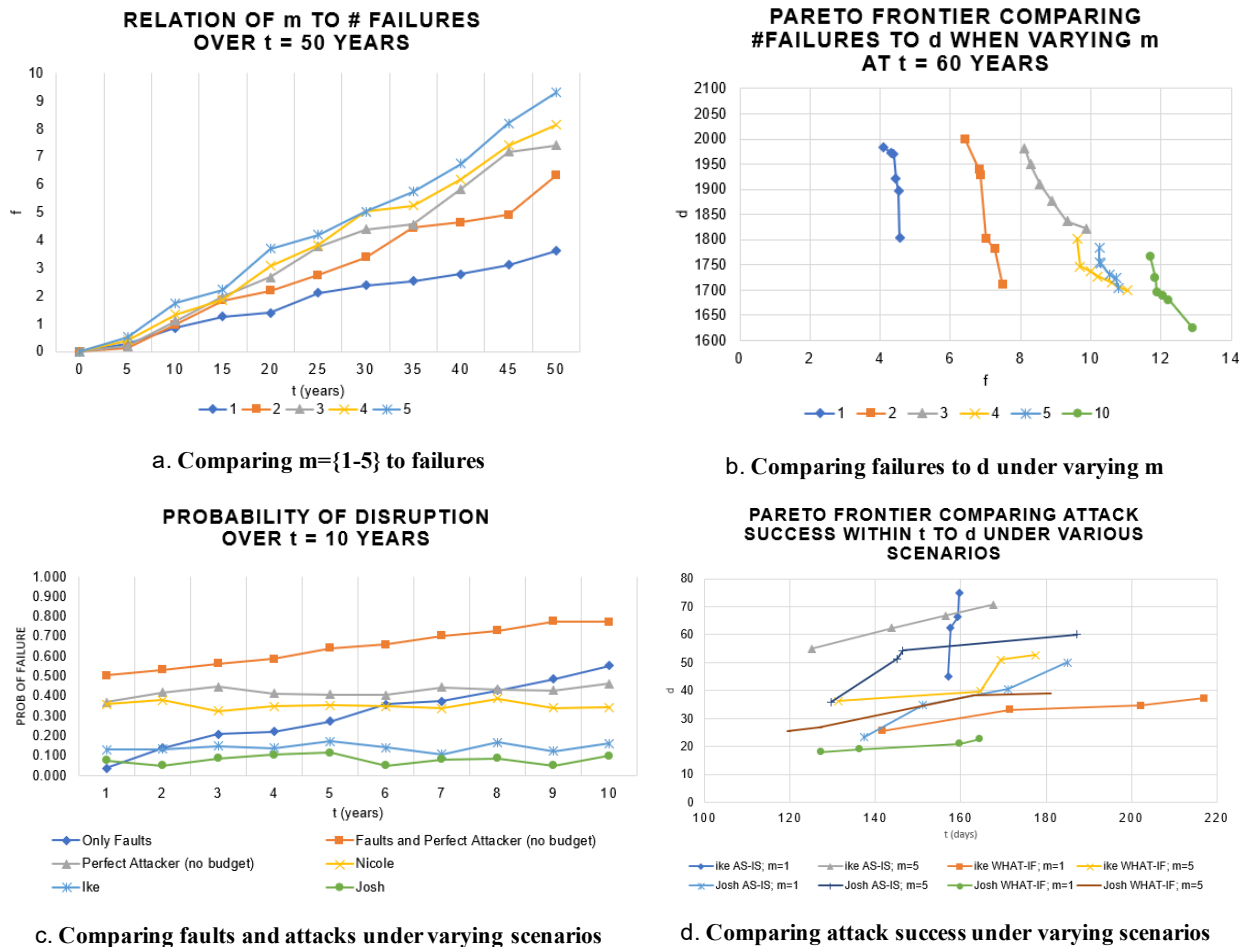 RELATION OF m TO # FAILURES
OVER t = 50 YEARS
10
9
8
7
6
5
4
3
2
1
0
f
0 5 10 15 20 25 30 35 40 45 50
t (years)
1 2 3 4 5
a. Comparing m={1-5} to failures
PARETO FRONTIER COMPARING
#FAILURES TO d WHEN VARYING m
AT t = 60 YEARS
2100
2050
2000
1950
1900
1850
1800
1750
1700
1650
1600
d
0 2 4 6 8 10 12 14
f
1 2 3 4 5 10
b. Comparing failures to d under varying m
PROBABILITY OF DISRUPTION
OVER t = 10 YEARS
1.000
0.900
0.800
0.700
0.600
0.500
0.400
0.300
0.200
0.100
0.000
PROB OF FAILURE
1 2 3 4 5 6 7 8 9 10
t (years)
Only Faults Faults and Perfect Attacker (no budget)
Perfect Attacker (no budget) Nicole
Ike Josh
c. Comparing faults and attacks under varying scenarios
PARETO FRONTIER COMPARING ATTACK
SUCCESS WITHIN t TO d UNDER VARIOUS
SCENARIOS
80
70
60
50
40
30
20
10
0
d
100 120 140 160 180 200 220
t (days)
ike AS-IS; m=1 ike AS-IS; m=5 ike WHAT-IF; m=1 ike WHAT-IF; m=5
Josh AS-IS; m=1 Josh AS-IS; m=5 Josh WHAT-IF; m=1 Josh WHAT-IF; m=5
d. Comparing attack success under varying scenarios